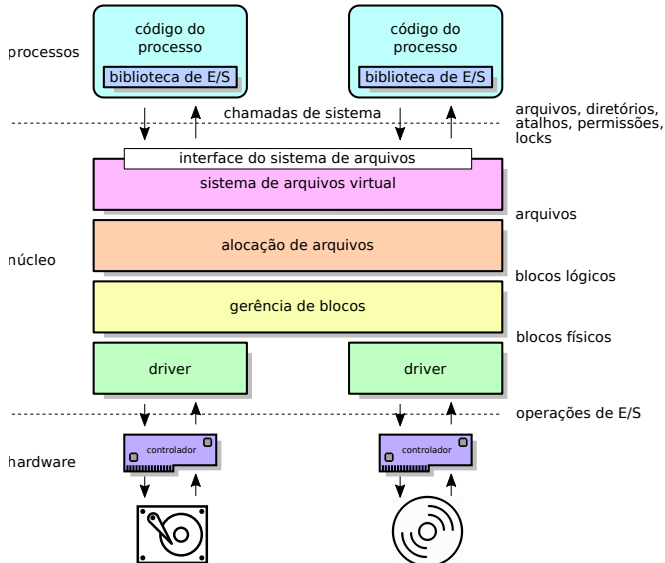 código do
processo
código do
processo
processos
biblioteca de E/S
biblioteca de E/S
chamadas de sistema
arquivos, diretórios,
atalhos, permissões,
locks
interface do sistema de arquivos
sistema de arquivos virtual
arquivos
alocação de arquivos
núcleo
blocos lógicos
gerência de blocos
blocos físicos
driver
driver
operações de E/S
controlador
controlador
hardware